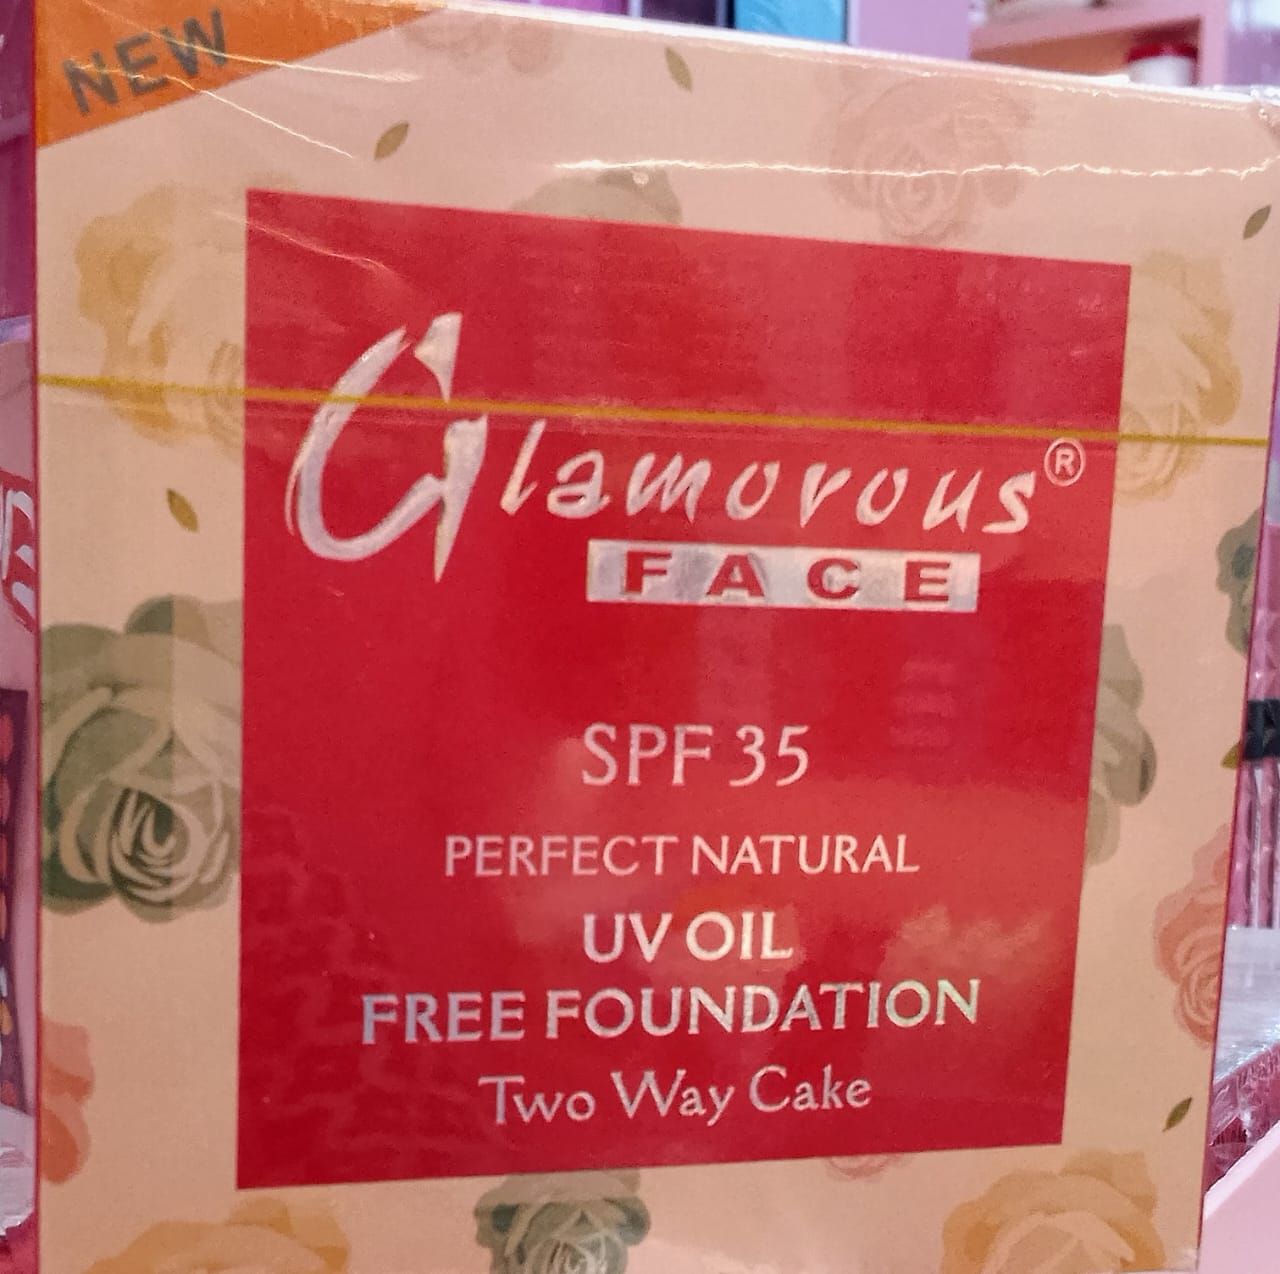 NEW
Glamorous®
FACE
SPF 35
PERFECT NATURAL
UV OIL
FREE FOUNDATION
Two Way Cake